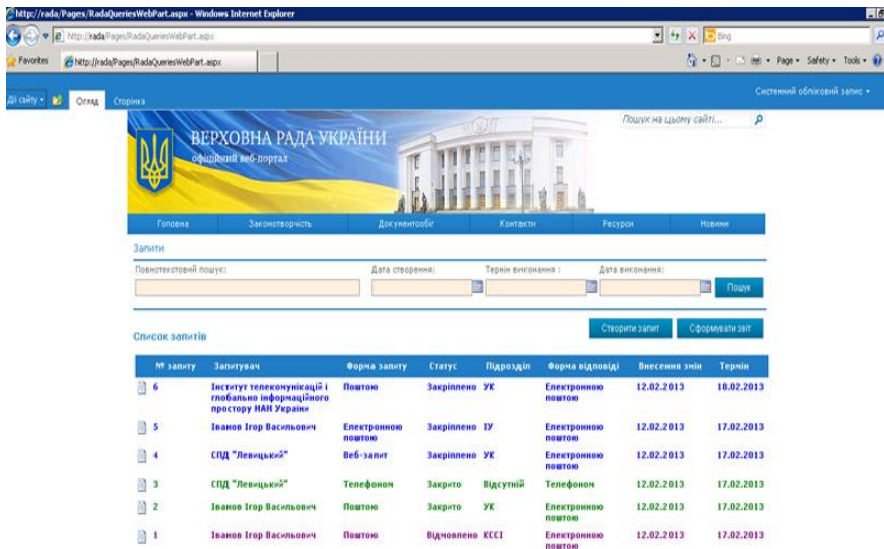 http://rada/Pages/RadaQueriesWebPart.aspx - Windows Internet Explorer
http://rada/Pages/RadaQueriesWebPart.aspx
Bing
Favorites http://rada/Pages/RadaQueriesWebPart.aspx
Page Safety Tools
Дії сайту Огляд Сторінка
Системний обліковий запис
ВЕРХОВНА РАДА УКРАЇНИ
офіційний веб-портал
Пошук на цьому сайті...
Головна Законотворчість Документообіг Контакти Ресурси Новини
Запити
Повнотекстовий пошук: Дата створення: Термін виконання : Дата виконання:
Пошук
Створити запит Сформувати звіт
Список запитів
№ запиту Запитувач Форма запиту Статус Підрозділ Форма відповіді Внесення змін Термін
6 Інститут телекомунікацій і Поштою Закріплено УК Електронною 12.02.2013 18.02.2013
глобально інформаційного поштою
простору НАН України
5 Іванов Ігор Васильович Електронною Закріплено ІУ Електронною 12.02.2013 17.02.2013
поштою поштою
4 СПД "Левицький" Веб-запит Закріплено УК Електронною 12.02.2013 17.02.2013
поштою
3 СПД "Левицький" Телефоном Закрито Відсутній Телефоном 12.02.2013 17.02.2013
2 Іванов Ігор Васильович Поштою Закрито УК Електронною 12.02.2013 17.02.2013
поштою
1 Іванов Ігор Васильович Поштою Відмовлено КССІ Електронною 12.02.2013 17.02.2013
поштою